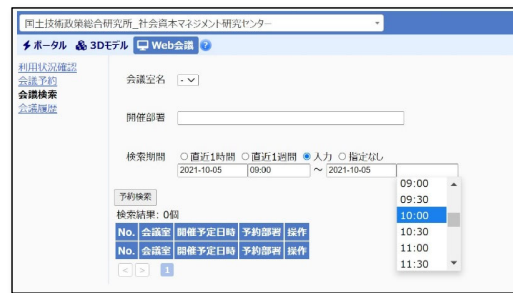 国土技術政策総合研究所_社会資本マネジメント研究センター
ポータル 3Dモデル Web会議 ?
利用状況確認
会議予約
会議検索
会議履歴
会議室名 -
開催部署
検索期間 直近1時間 直近1週間 入力 指定なし
2021-10-05 09:00 ～ 2021-10-05
09:00
09:30
10:00
10:30
11:00
11:30
予約検索
検索結果: 0個
No. 会議室 開催予定日時 予約部署 操作
No. 会議室 開催予定日時 予約部署 操作
< > 1